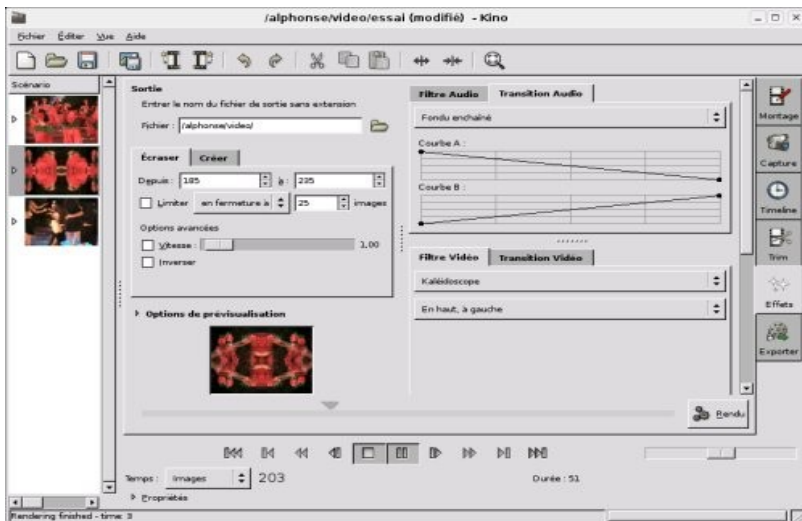 /alphonse/video/essai (modifié) - Kino
Fichier Éditer Vue Aide
Scénario
Sortie
Entrer le nom du fichier de sortie sans extension
Fichier : /alphonse/video/
Écraser Créer
Depuis : 185 à : 235
Limiter en fermeture à 25 images
Options avancées
Vitesse : 1,00
Inverser
Options de prévisualisation
Filtre Audio Transition Audio
Fondu enchaîné
Courbe A :
Courbe B :
Filtre Vidéo Transition Vidéo
Kaléidoscope
En haut, à gauche
Montage
Capture
Timeline
Trim
Effets
Exporter
Rendu
Temps : Images 203
Durée : 51
Propriétés
Rendering finished - time: 3